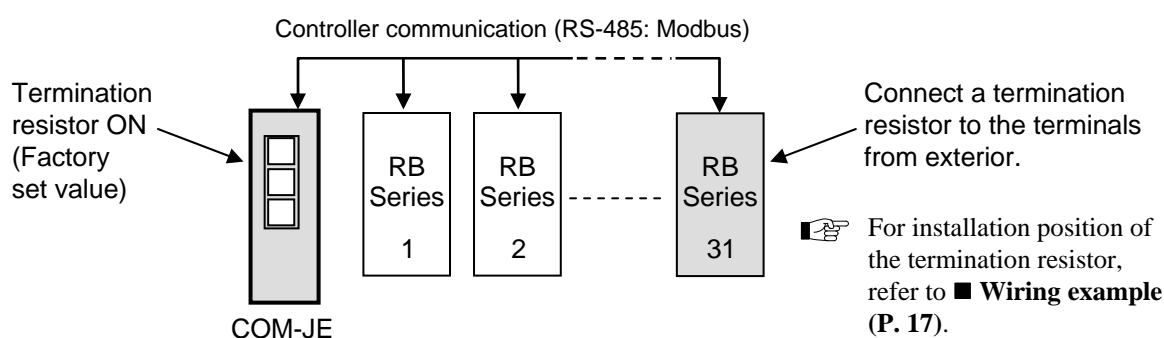 Controller communication (RS-485: Modbus)
Termination
resistor ON
(Factory
set value)
COM-JE
RB
Series
1
RB
Series
2
RB
Series
31
Connect a termination
resistor to the terminals
from exterior.
For installation position of
the termination resistor,
refer to ■ Wiring example
(P. 17).